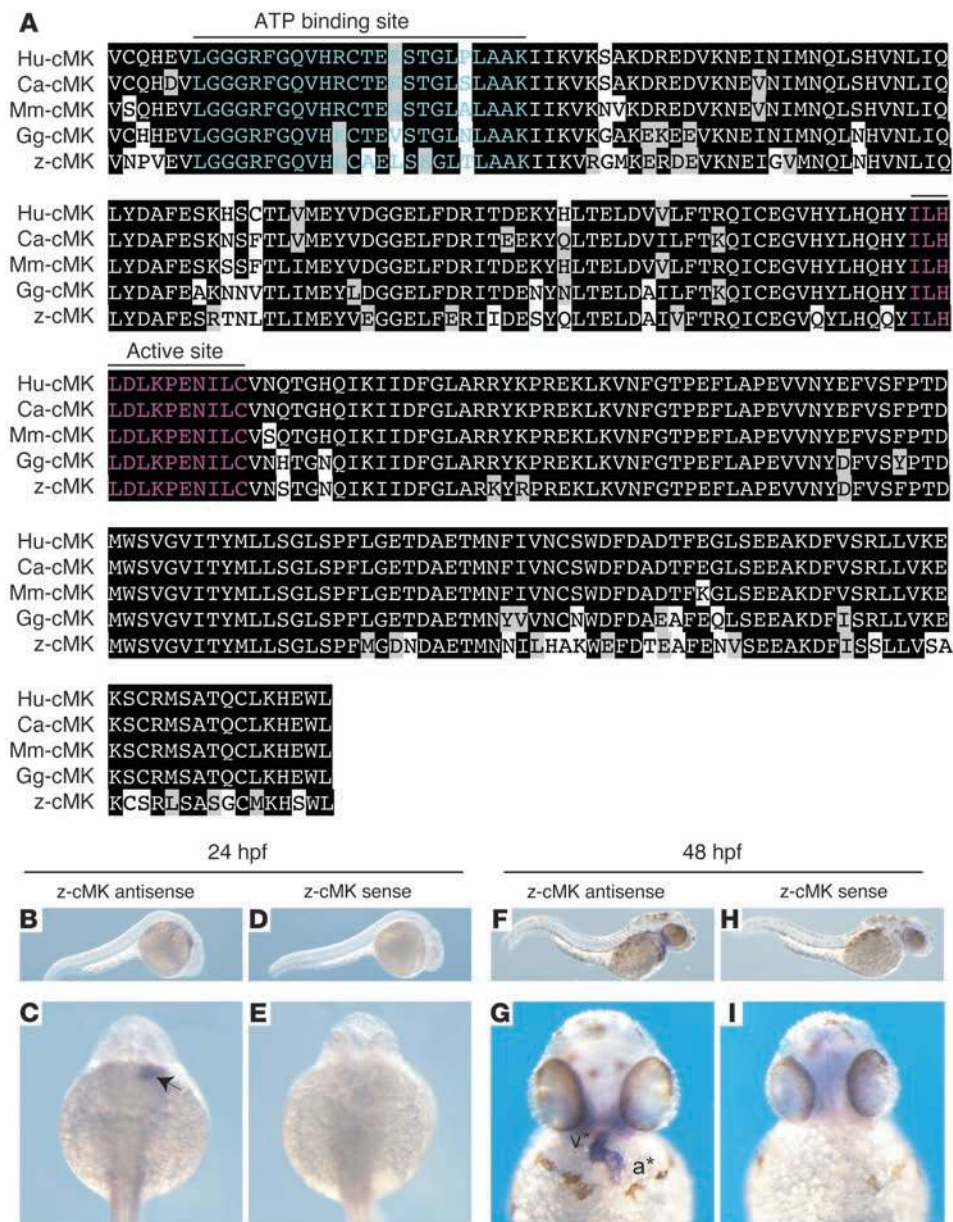 A
ATP binding site
Hu-cMK VCQHEVLGGGRFGQVHRCTERSTGLPLAAKIIKVKSAKDREDVKNEINIMNQLSHVNLIQ
Ca-cMK VCQHDVLGGGRFGQVHRCTERSTGLSLAAKIIKVKSAKDREDVKNEVNIMNQLSHVNLIQ
Mm-cMK VSQHEVLGGGRFGQVHRCTERSTGLALAAKIIKVKNVKDREDVKNEVNIMNQLSHVNLIQ
Gg-cMK VCHHEVLGGGRFGQVHKCTEVSTGLNLAAKIIKVKGAKEKEEVKNEINIMNQLNHVNLIQ
z-cMK VNPVEVLGGGRFGQVHKCAELSSGLTLAAKIIKVRGMKERDEVKNEIGVMNQLNHVNLIQ
Hu-cMK LYDAFESKHSCTLVMEYVDGGELFDRITDEKYHLTELDVVLFTRQICEGVHYLHQHYILH
Ca-cMK LYDAFESKNSFTLVMEYVDGGELFDRITEEKYQLTELDVILFTKQICEGVHYLHQHYILH
Mm-cMK LYDAFESKSSFTLIMEYVDGGELFDRITDEKYHLTELDVVLFTRQICEGVHYLHQHYILH
Gg-cMK LYDAFEAKNNVTLIMEYLDGGELFDRITDENYNLTELDAILFTKQICEGVHYLHQHYILH
z-cMK LYDAFESRTNLTLIMEYVEGGELFERIIDESYQLTELDAIVFTRQICEGVQYLHQQYILH
Active site
Hu-cMK LDLKPENILCVNQTGHQIKIIDFGLARRYKPREKLKVNFGTPEFLAPEVVNYEFVSFPTD
Ca-cMK LDLKPENILCVNQTGHQIKIIDFGLARRYKPREKLKVNFGTPEFLAPEVVNYEFVSFPTD
Mm-cMK LDLKPENILCVSQTGHQIKIIDFGLARRYKPREKLKVNFGTPEFLAPEVVNYEFVSFPTD
Gg-cMK LDLKPENILCVNHTGNQIKIIDFGLARRYKPREKLKVNFGTPEFLAPEVVNYDFVSYPTD
z-cMK LDLKPENILCVNSTGNQIKIIDFGLARKYRPREKLKVNFGTPEFLAPEVVNYDFVSFPTD
Hu-cMK MWSVGVITYMLLSGLSPFLGETDAETMNFIVNCSWDFDADTFEGLSEEAKDFVSRLLVKE
Ca-cMK MWSVGVITYMLLSGLSPFLGETDAETMNFIVNCSWDFDADTFEGLSEEAKDFVSRLLVKE
Mm-cMK MWSVGVITYMLLSGLSPFLGETDAETMNFIVNCSWDFDADTFKGLSEEAKDFVSRLLVKE
Gg-cMK MWSVGVITYMLLSGLSPFLGETDAETMNYVVNCNWDFDAEAFEQLSEEAKDFISRLLVKE
z-cMK MWSVGVITYMLLSGLSPFMGDNDAETMNNILHAKWEFDTEAFENVSEEAKDFISSLLVSA
Hu-cMK KSCRMSATQCLKHEWL
Ca-cMK KSCRMSATQCLKHEWL
Mm-cMK KSCRMSATQCLKHEWL
Gg-cMK KSCRMSATQCLKHEWL
z-cMK KCSRLSASGCMKHSWL
24 hpf 48 hpf
z-cMK antisense z-cMK sense z-cMK antisense z-cMK sense
B D F H
C E G I
v*
a*